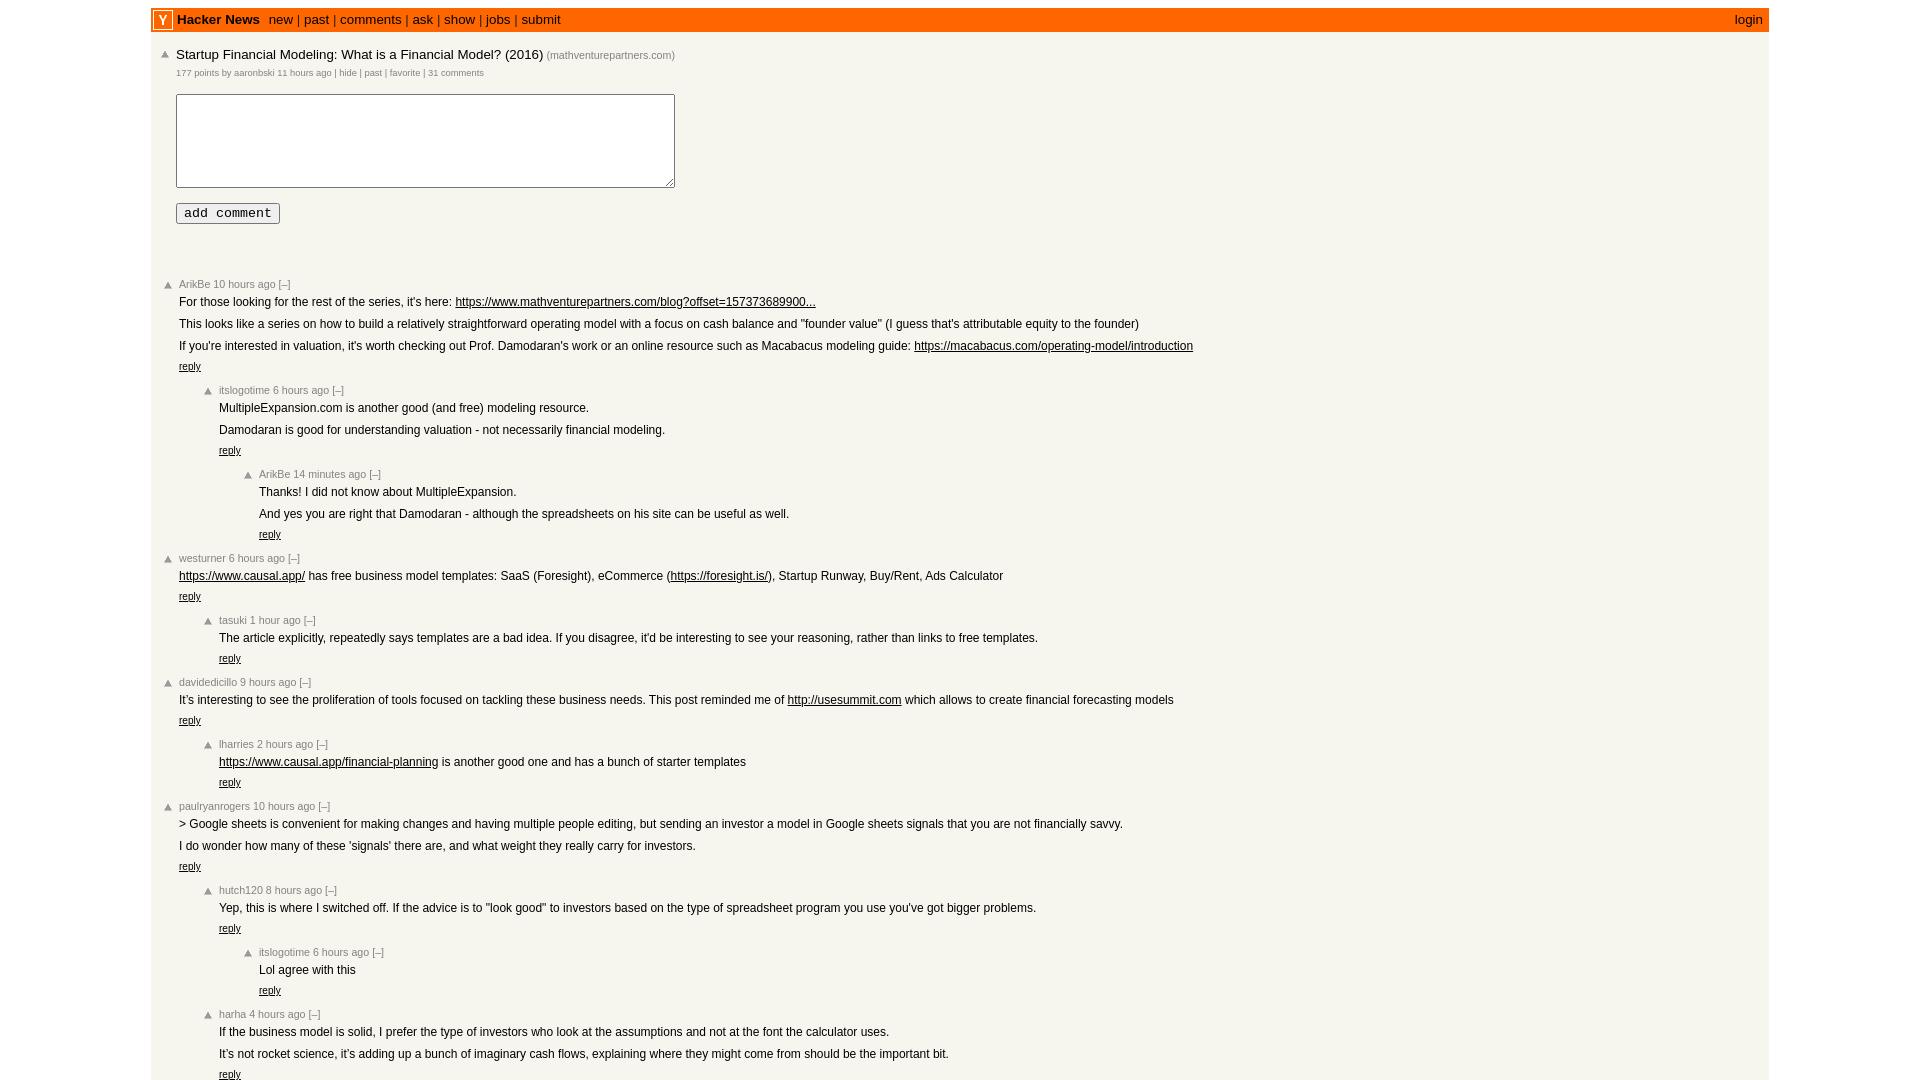 Y Hacker News new | past | comments | ask | show | jobs | submit login
Startup Financial Modeling: What is a Financial Model? (2016) (mathventurepartners.com)
177 points by aaronbski 11 hours ago | hide | past | favorite | 31 comments
add comment
ArikBe 10 hours ago [–]
For those looking for the rest of the series, it's here: https://www.mathventurepartners.com/blog?offset=157373689900...
This looks like a series on how to build a relatively straightforward operating model with a focus on cash balance and "founder value" (I guess that's attributable equity to the founder)
If you're interested in valuation, it's worth checking out Prof. Damodaran's work or an online resource such as Macabacus modeling guide: https://macabacus.com/operating-model/introduction
reply
itslogotime 6 hours ago [–]
MultipleExpansion.com is another good (and free) modeling resource.
Damodaran is good for understanding valuation - not necessarily financial modeling.
reply
ArikBe 14 minutes ago [–]
Thanks! I did not know about MultipleExpansion.
And yes you are right that Damodaran - although the spreadsheets on his site can be useful as well.
reply
westurner 6 hours ago [–]
https://www.causal.app/ has free business model templates: SaaS (Foresight), eCommerce (https://foresight.is/), Startup Runway, Buy/Rent, Ads Calculator
reply
tasuki 1 hour ago [–]
The article explicitly, repeatedly says templates are a bad idea. If you disagree, it'd be interesting to see your reasoning, rather than links to free templates.
reply
davidedicillo 9 hours ago [–]
It’s interesting to see the proliferation of tools focused on tackling these business needs. This post reminded me of http://usesummit.com which allows to create financial forecasting models
reply
lharries 2 hours ago [–]
https://www.causal.app/financial-planning is another good one and has a bunch of starter templates
reply
paulryanrogers 10 hours ago [–]
> Google sheets is convenient for making changes and having multiple people editing, but sending an investor a model in Google sheets signals that you are not financially savvy.
I do wonder how many of these 'signals' there are, and what weight they really carry for investors.
reply
hutch120 8 hours ago [–]
Yep, this is where I switched off. If the advice is to "look good" to investors based on the type of spreadsheet program you use you've got bigger problems.
reply
itslogotime 6 hours ago [–]
Lol agree with this
reply
harha 4 hours ago [–]
If the business model is solid, I prefer the type of investors who look at the assumptions and not at the font the calculator uses.
It’s not rocket science, it’s adding up a bunch of imaginary cash flows, explaining where they might come from should be the important bit.
reply